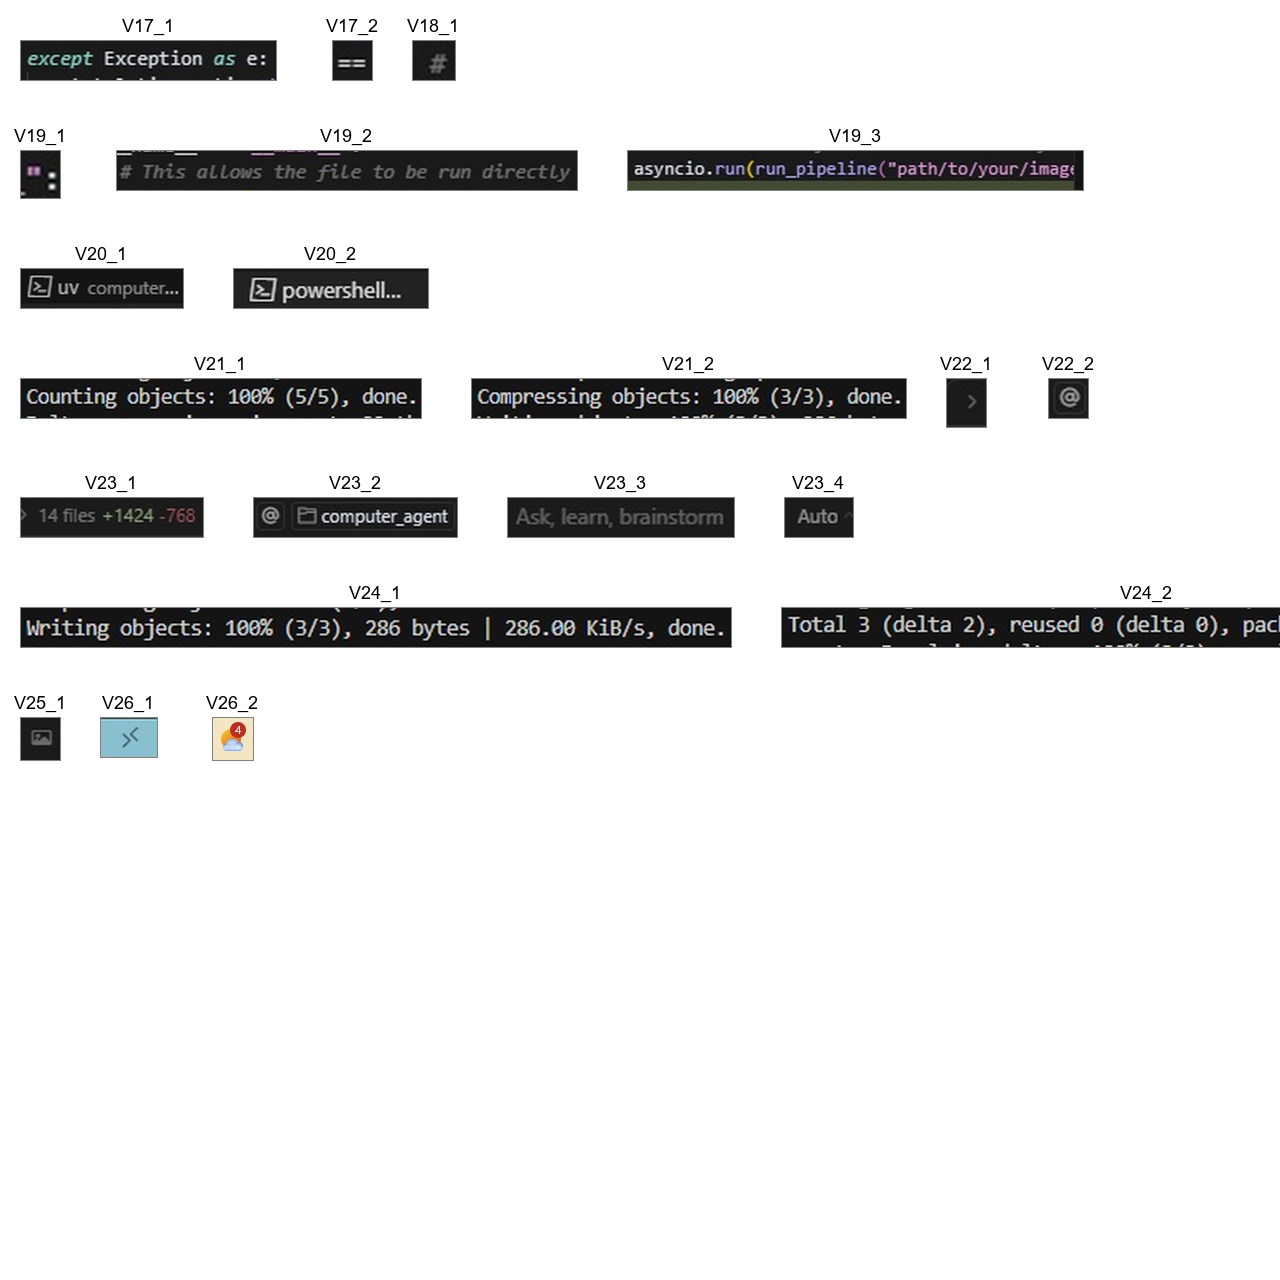 V17_1 V17_2 V18_1
except Exception as e: == #
V19_1 V19_2 V19_3
": # This allows the file to be run directly asyncio.run(run_pipeline("path/to/your/image
V20_1 V20_2
uv computer... powershell...
V21_1 V21_2 V22_1 V22_2
Counting objects: 100% (5/5), done. Compressing objects: 100% (3/3), done. > @
V23_1 V23_2 V23_3 V23_4
> 14 files +1424 -768 @ computer_agent Ask, learn, brainstorm Auto
V24_1 V24_2
Writing objects: 100% (3/3), 286 bytes | 286.00 KiB/s, done. Total 3 (delta 2), reused 0 (delta 0), pac
V25_1 V26_1 V26_2
4